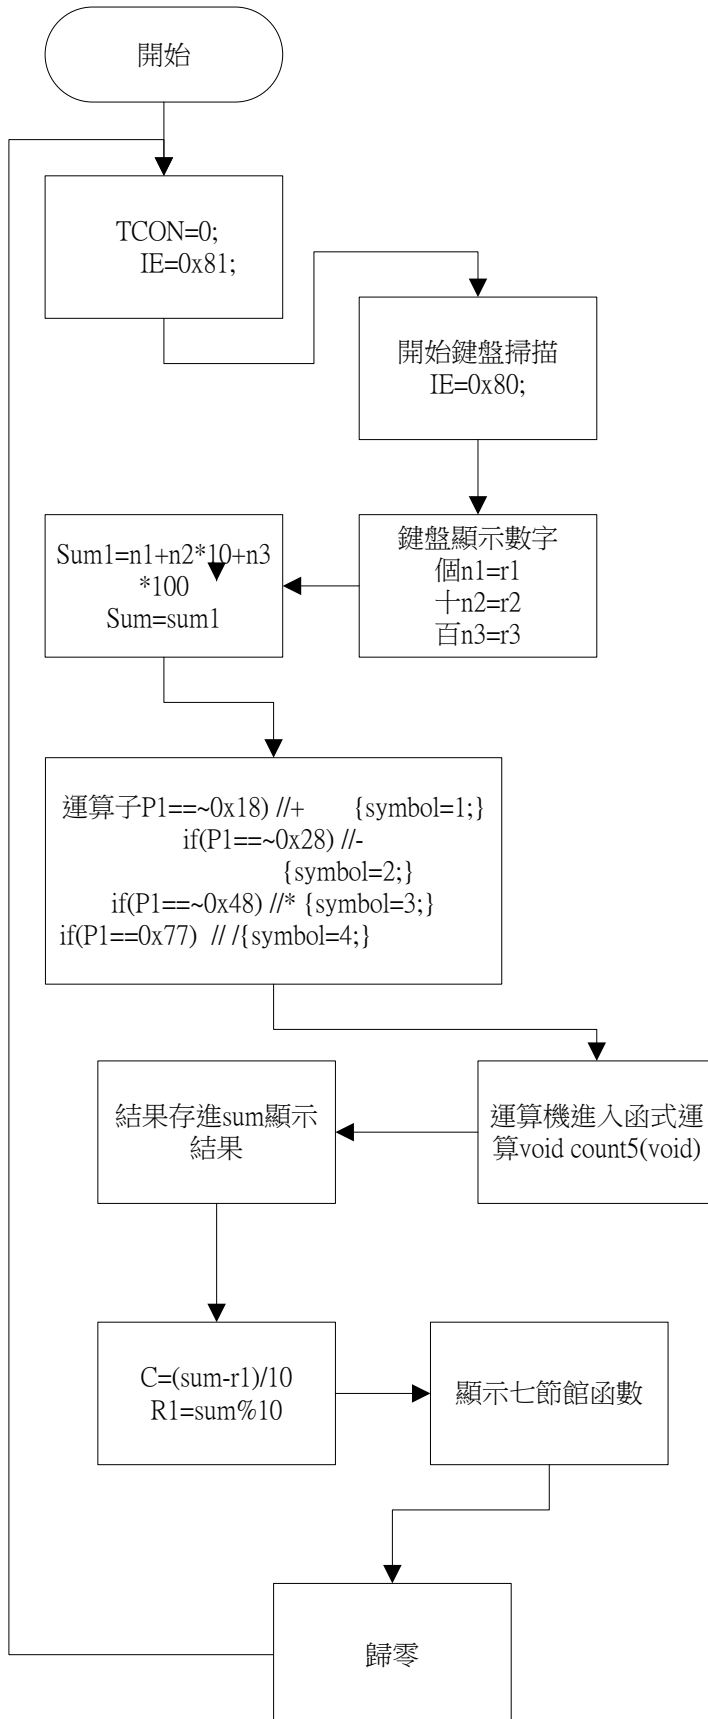 開始
TCON=0;
IE=0x81;
開始鍵盤掃描
IE=0x80;
鍵盤顯示數字
個n1=r1
十n2=r2
百n3=r3
Sum1=n1+n2*10+n3
*100
Sum=sum1
運算子P1==~0x18) //+ {symbol=1;}
if(P1==~0x28) //-
{symbol=2;}
if(P1==~0x48) //* {symbol=3;}
if(P1==0x77) // /{symbol=4;}
運算機進入函式運
算void count5(void)
結果存進sum顯示
結果
C=(sum-r1)/10
R1=sum%10
顯示七節館函數
歸零